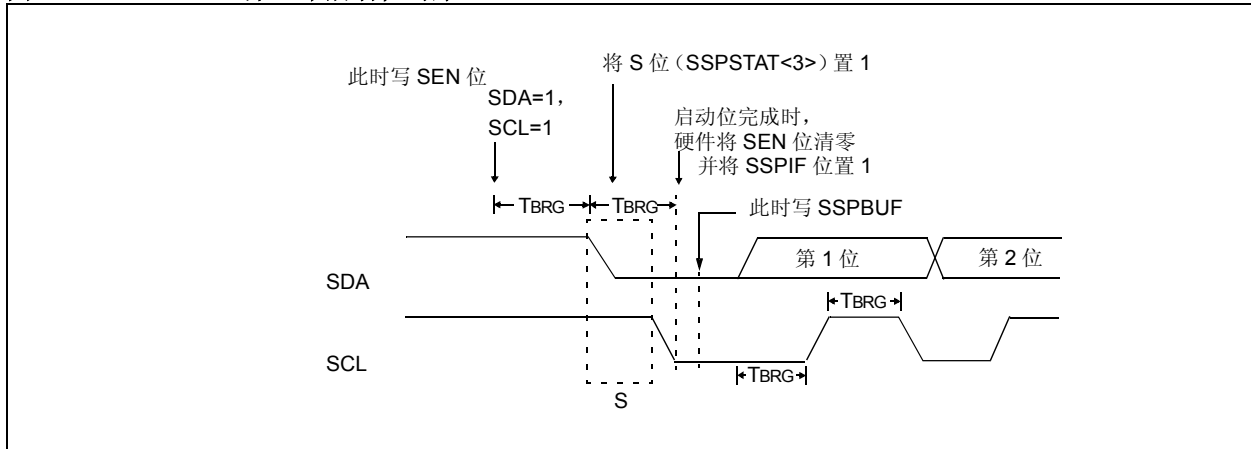 此时写 SEN 位
SDA=1，
SCL=1
将 S 位（SSPSTAT<3>）置 1
启动位完成时，
硬件将 SEN 位清零
并将 SSPIF 位置 1
TBRG
TBRG
此时写 SSPBUF
SDA
第 1 位
第 2 位
TBRG
SCL
TBRG
S